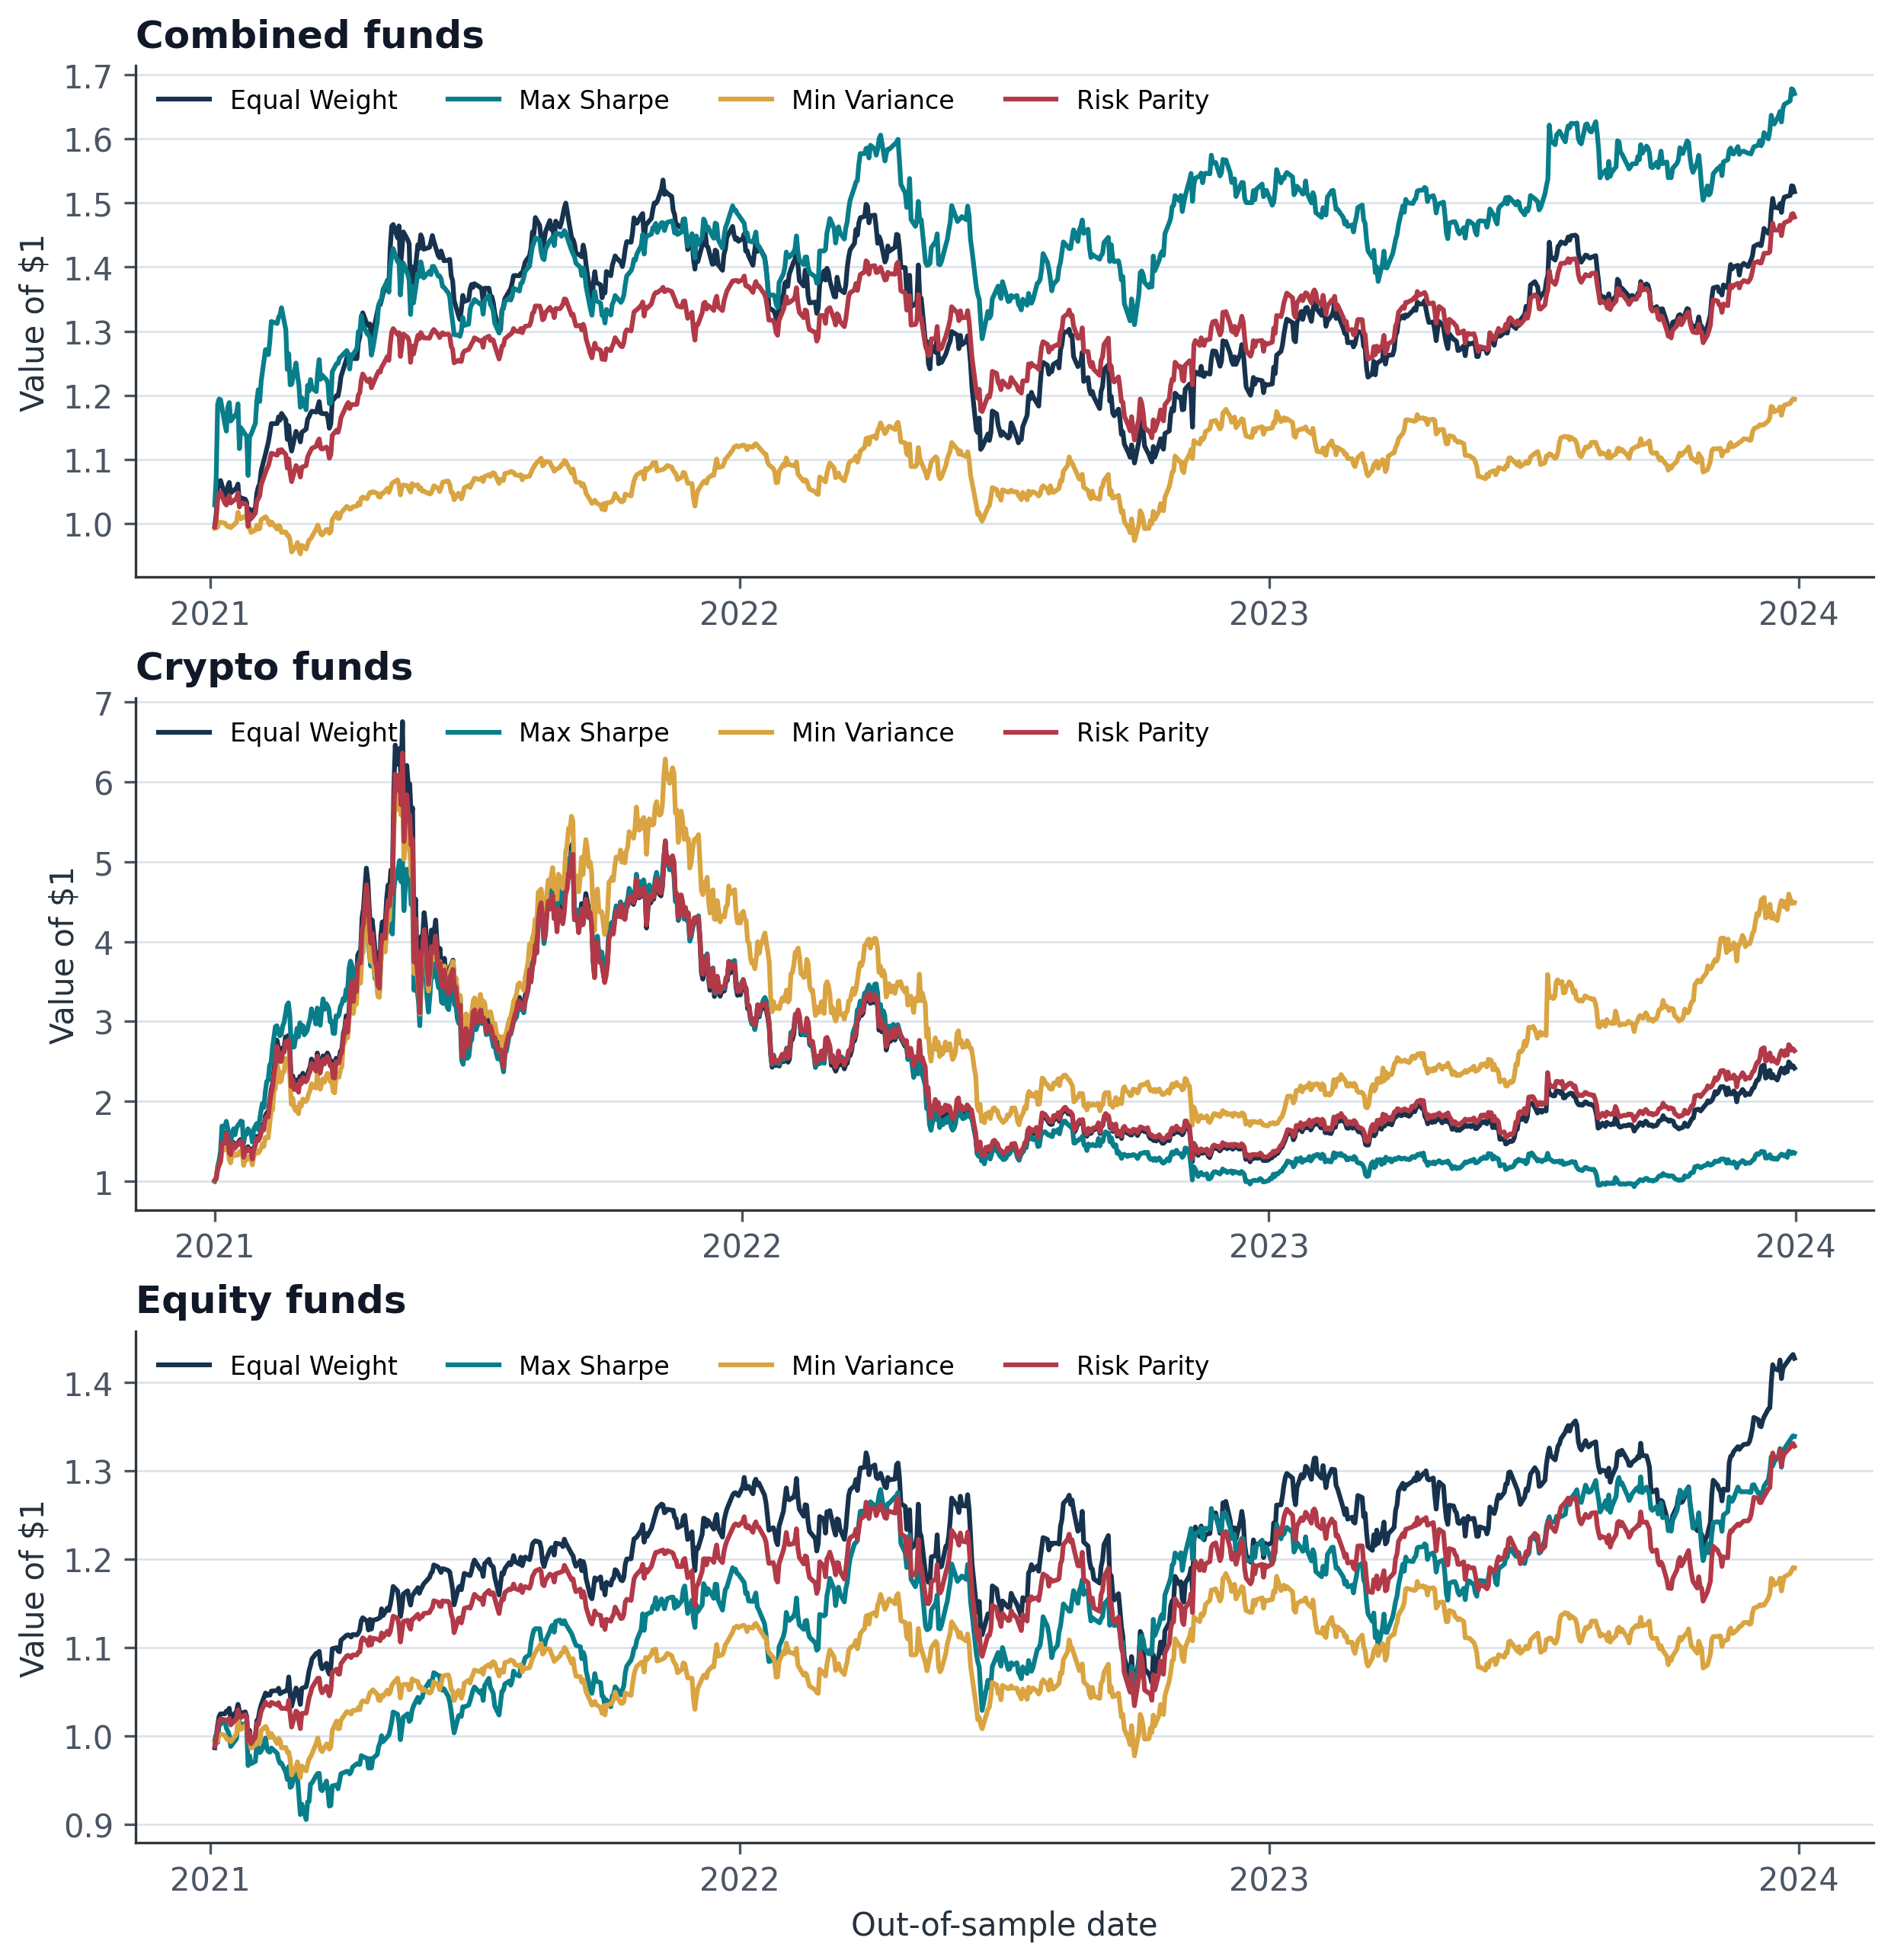 Combined funds
Value of $1
1.7
1.6
1.5
1.4
1.3
1.2
1.1
1.0
Equal Weight Max Sharpe Min Variance Risk Parity
2021 2022 2023 2024
Crypto funds
Value of $1
7
6
5
4
3
2
1
Equal Weight Max Sharpe Min Variance Risk Parity
2021 2022 2023 2024
Equity funds
Value of $1
1.4
1.3
1.2
1.1
1.0
0.9
Equal Weight Max Sharpe Min Variance Risk Parity
2021 2022 2023 2024
Out-of-sample date